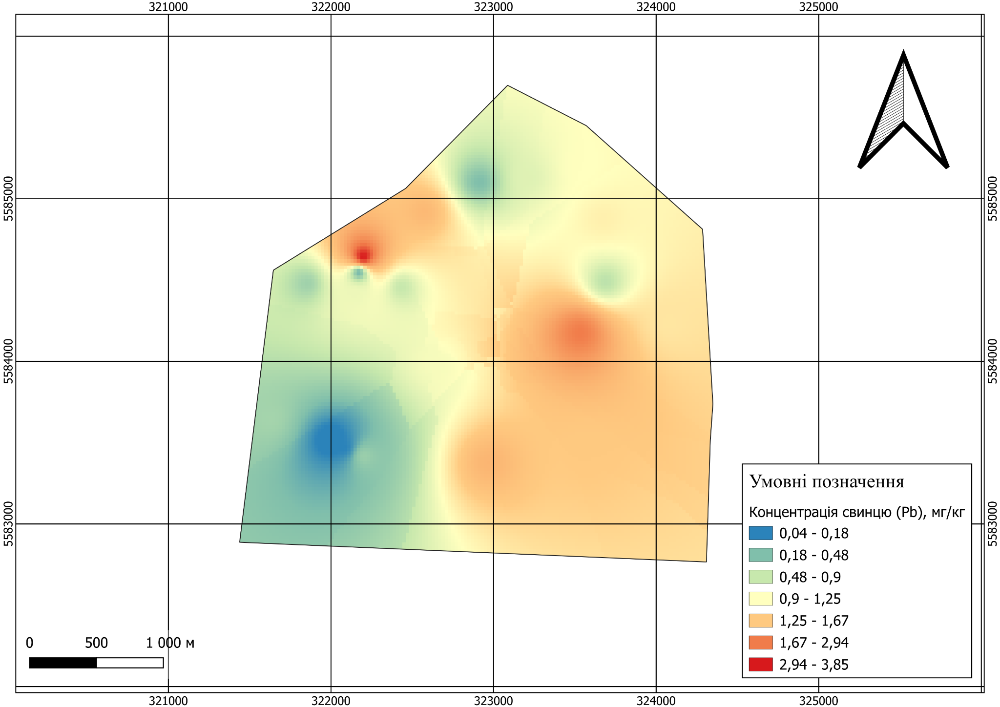 321000 322000 323000 324000 325000
5585000 5585000
5584000 5584000
5583000 5583000
Умовні позначення
Концентрація свинцю (Pb), мг/кг
0,04 - 0,18
0,18 - 0,48
0,48 - 0,9
0,9 - 1,25
1,25 - 1,67
1,67 - 2,94
2,94 - 3,85
0 500 1 000 м
321000 322000 323000 324000 325000